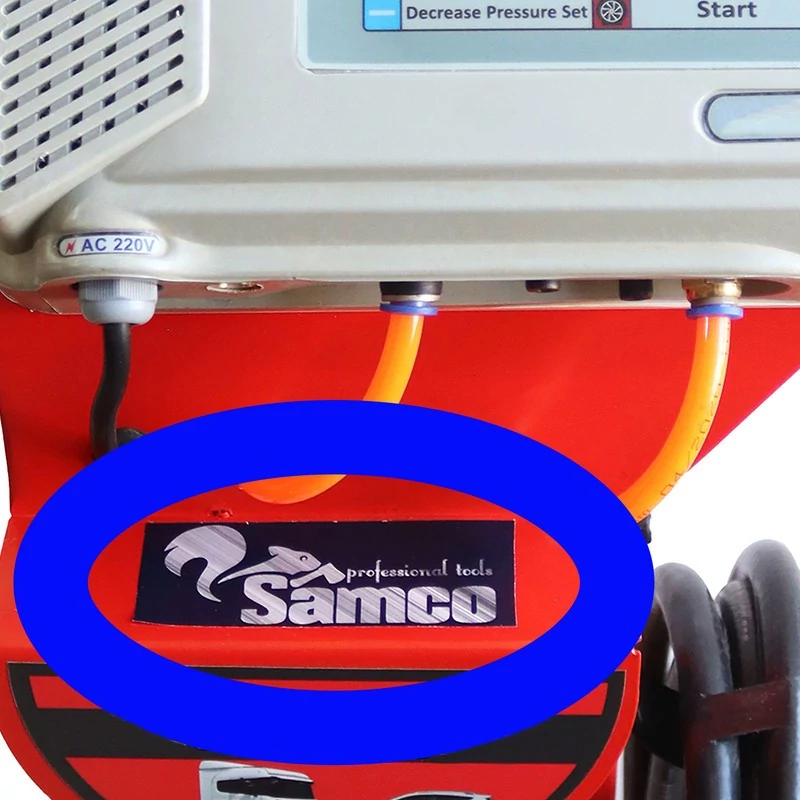 Decrease Pressure Set
Start
AC 220V
professional tools
Samco